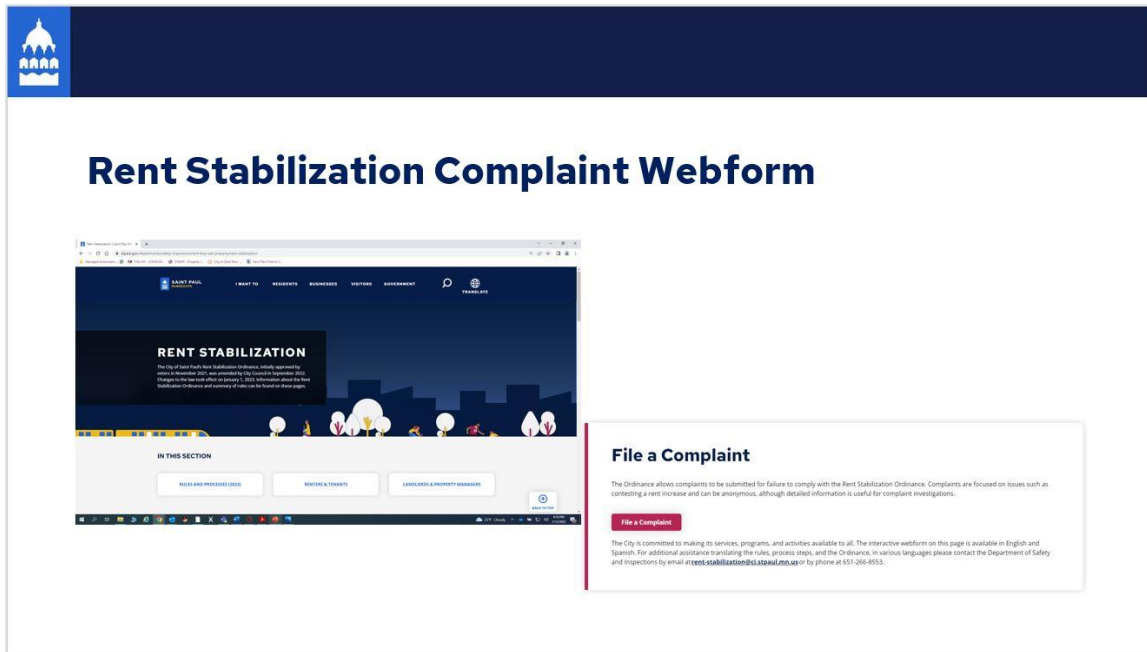 Rent Stabilization Complaint Webform
SAINT PAUL
MINNESOTA
I WANT TO
RESIDENTS
BUSINESSES
VISITORS
GOVERNMENT
TRANSLATE
RENT STABILIZATION
The City of Saint Paul's Rent Stabilization Ordinance, initially approved by
voters in November 2021, was amended by City Council in September 2022.
Changes to the law took effect on January 1, 2023. Information about the Rent
Stabilization Ordinance and summary of rules can be found on these pages.
IN THIS SECTION
RULES AND PROCESSES (2023)
RENTERS & TENANTS
LANDLORDS & PROPERTY MANAGERS
BACK TO TOP
File a Complaint
The Ordinance allows complaints to be submitted for failure to comply with the Rent Stabilization Ordinance. Complaints are focused on issues such as
contesting a rent increase and can be anonymous, although detailed information is useful for complaint investigations.
File a Complaint
The City is committed to making its services, programs, and activities available to all. The interactive webform on this page is available in English and
Spanish. For additional assistance translating the rules, process steps, and the Ordinance, in various languages please contact the Department of Safety
and Inspections by email at rent-stabilization@ci.stpaul.mn.us or by phone at 651-266-8553.